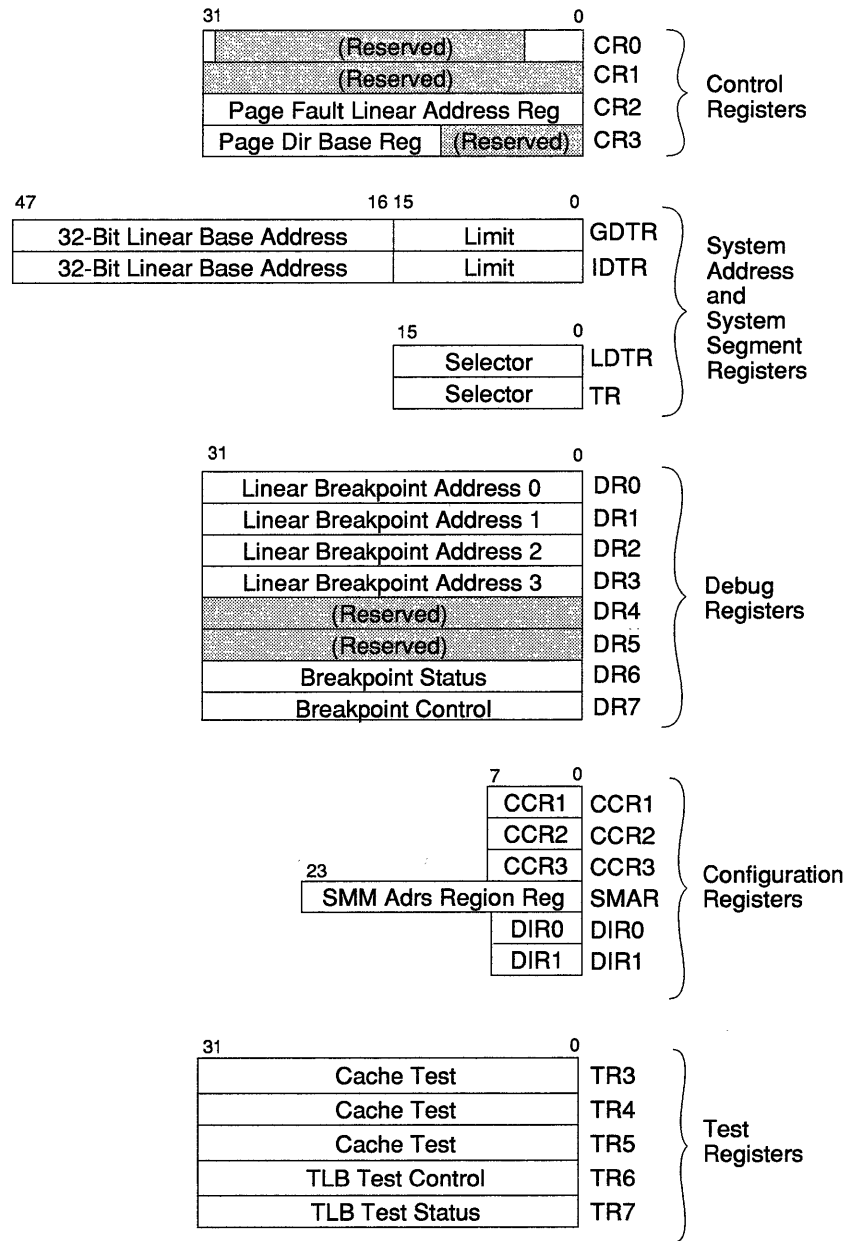 31 0
(Reserved) CR0
(Reserved) CR1
Page Fault Linear Address Reg CR2
Page Dir Base Reg (Reserved) CR3
Control
Registers
47 16 15 0
32-Bit Linear Base Address Limit GDTR
32-Bit Linear Base Address Limit IDTR
15 0
Selector LDTR
Selector TR
System
Address
and
System
Segment
Registers
31 0
Linear Breakpoint Address 0 DR0
Linear Breakpoint Address 1 DR1
Linear Breakpoint Address 2 DR2
Linear Breakpoint Address 3 DR3
(Reserved) DR4
(Reserved) DR5
Breakpoint Status DR6
Breakpoint Control DR7
Debug
Registers
7 0
CCR1 CCR1
CCR2 CCR2
CCR3 CCR3
23
SMM Adrs Region Reg SMAR
DIR0 DIR0
DIR1 DIR1
Configuration
Registers
31 0
Cache Test TR3
Cache Test TR4
Cache Test TR5
TLB Test Control TR6
TLB Test Status TR7
Test
Registers